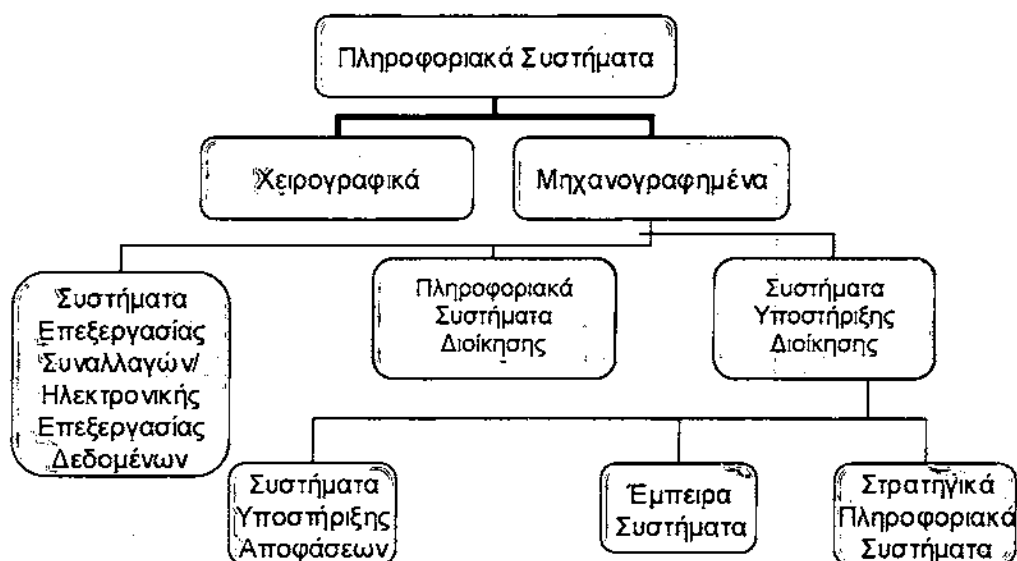 Πληροφοριακά Συστήματα
Χειρογραφικά
Μηχανογραφημένα
Συστήματα
Επεξεργασίας
Συναλλαγών/
Ηλεκτρονικής
Επεξεργασίας
Δεδομένων
Πληροφοριακά
Συστήματα
Διοίκησης
Συστήματα
Υποστήριξης
Διοίκησης
Συστήματα
Υποστήριξης
Αποφάσεων
Έμπειρα
Συστήματα
Στρατηγικά
Πληροφοριακά
Συστήματα